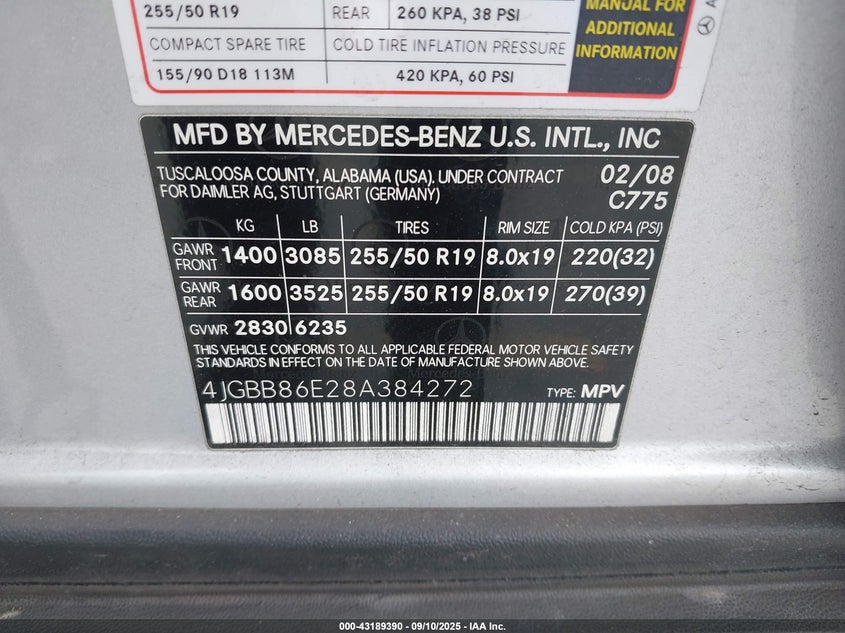 255/50 R19 REAR 260 KPA, 38 PSI
MANUAL FOR
ADDITIONAL
INFORMATION
COMPACT SPARE TIRE COLD TIRE INFLATION PRESSURE
155/90 D18 113M 420 KPA, 60 PSI
MFD BY MERCEDES-BENZ U.S. INTL., INC
TUSCALOOSA COUNTY, ALABAMA (USA). UNDER CONTRACT 02/08
FOR DAIMLER AG, STUTTGART (GERMANY) C775
KG LB TIRES RIM SIZE COLD KPA (PSI)
GAWR FRONT 1400 3085 255/50 R19 8.0x19 220(32)
GAWR REAR 1600 3525 255/50 R19 8.0x19 270(39)
GVWR 2830 6235
THIS VEHICLE CONFORMS TO ALL APPLICABLE FEDERAL MOTOR VEHICLE SAFETY
STANDARDS IN EFFECT ON THE DATE OF MANUFACTURE SHOWN ABOVE.
4JGBB86E28A384272 TYPE: MPV
000-43189390 - 09/10/2025 - IAA Inc.